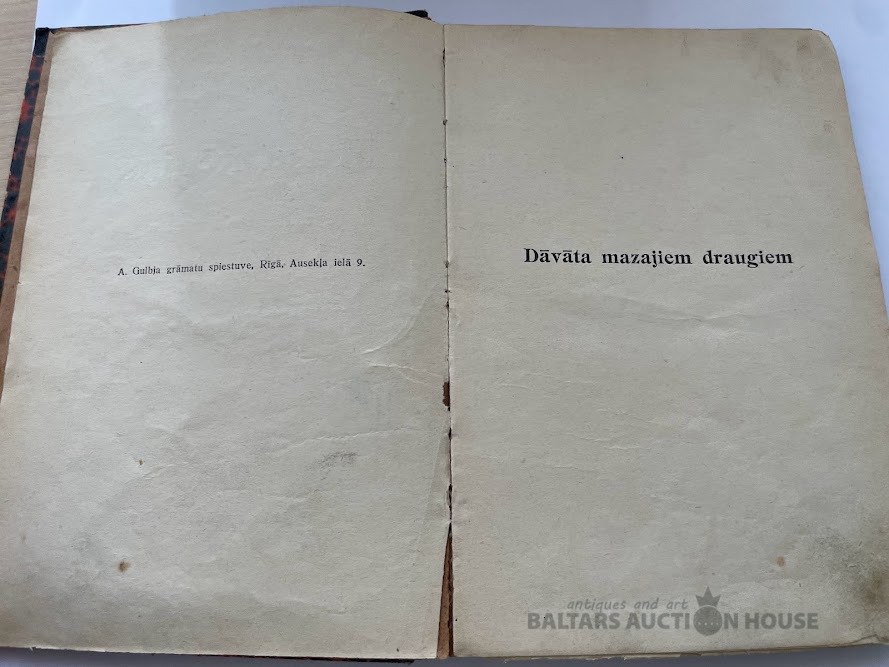 A. Gulbja grāmatu spiestuve, Rīgā, Ausekļa ielā 9.
Dāvāta mazajiem draugiem
antiques and art
BALTARS AUCTION HOUSE